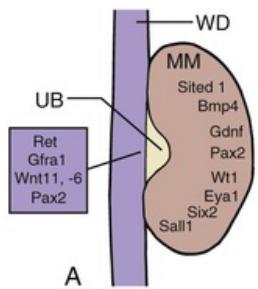 WD
MM
Sited 1
Bmp4
UB
Gdnf
Ret
Pax2
Gfra1
Wnt11, -6
Wt1
Pax2
Eya1
Six2
Sall1
A